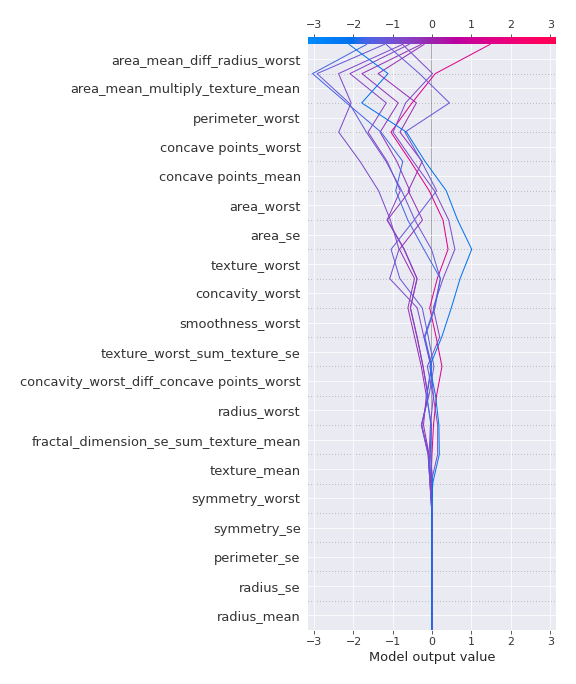 −3 −2 −1 0 1 2 3
area_mean_diff_radius_worst
area_mean_multiply_texture_mean
perimeter_worst
concave points_worst
concave points_mean
area_worst
area_se
texture_worst
concavity_worst
smoothness_worst
texture_worst_sum_texture_se
concavity_worst_diff_concave points_worst
radius_worst
fractal_dimension_se_sum_texture_mean
texture_mean
symmetry_worst
symmetry_se
perimeter_se
radius_se
radius_mean
−3 −2 −1 0 1 2 3
Model output value